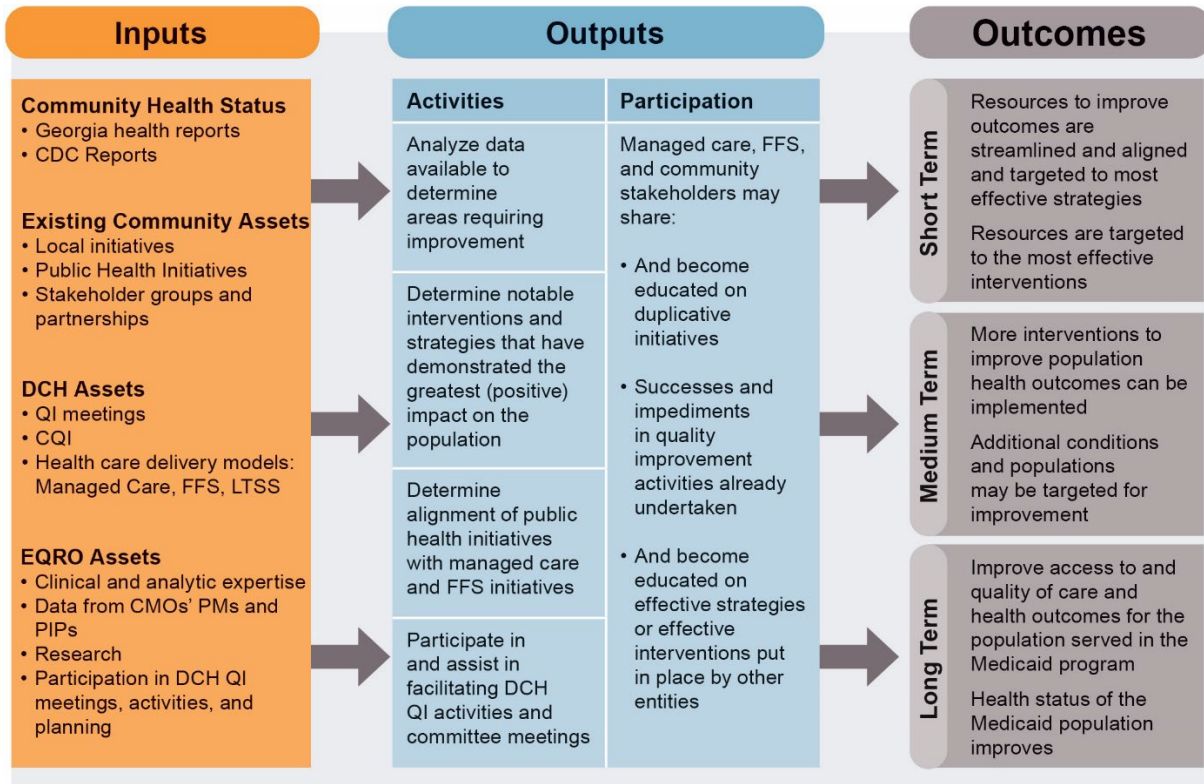 Inputs
Community Health Status
• Georgia health reports
• CDC Reports
Existing Community Assets
• Local initiatives
• Public Health Initiatives
• Stakeholder groups and
partnerships
DCH Assets
• QI meetings
• CQI
• Health care delivery models:
Managed Care, FFS, LTSS
EQRO Assets
• Clinical and analytic expertise
• Data from CMOs’ PMs and
PIPs
• Research
• Participation in DCH QI
meetings, activities, and
planning
Outputs
Activities
Analyze data
available to
determine
areas requiring
improvement
Determine notable
interventions and
strategies that have
demonstrated the
greatest (positive)
impact on the
population
Determine
alignment of public
health initiatives
with managed care
and FFS initiatives
Participate in
and assist in
facilitating DCH
QI activities and
committee meetings
Participation
Managed care, FFS,
and community
stakeholders may
share:
• And become
educated on
duplicative
initiatives
• Successes and
impediments
in quality
improvement
activities already
undertaken
• And become
educated on
effective strategies
or effective
interventions put
in place by other
entities
Outcomes
Short Term
Resources to improve
outcomes are
streamlined and aligned
and targeted to most
effective strategies
Resources are targeted
to the most effective
interventions
Medium Term
More interventions to
improve population
health outcomes can be
implemented
Additional conditions
and populations
may be targeted for
improvement
Long Term
Improve access to and
quality of care and
health outcomes for the
population served in the
Medicaid program
Health status of the
Medicaid population
improves